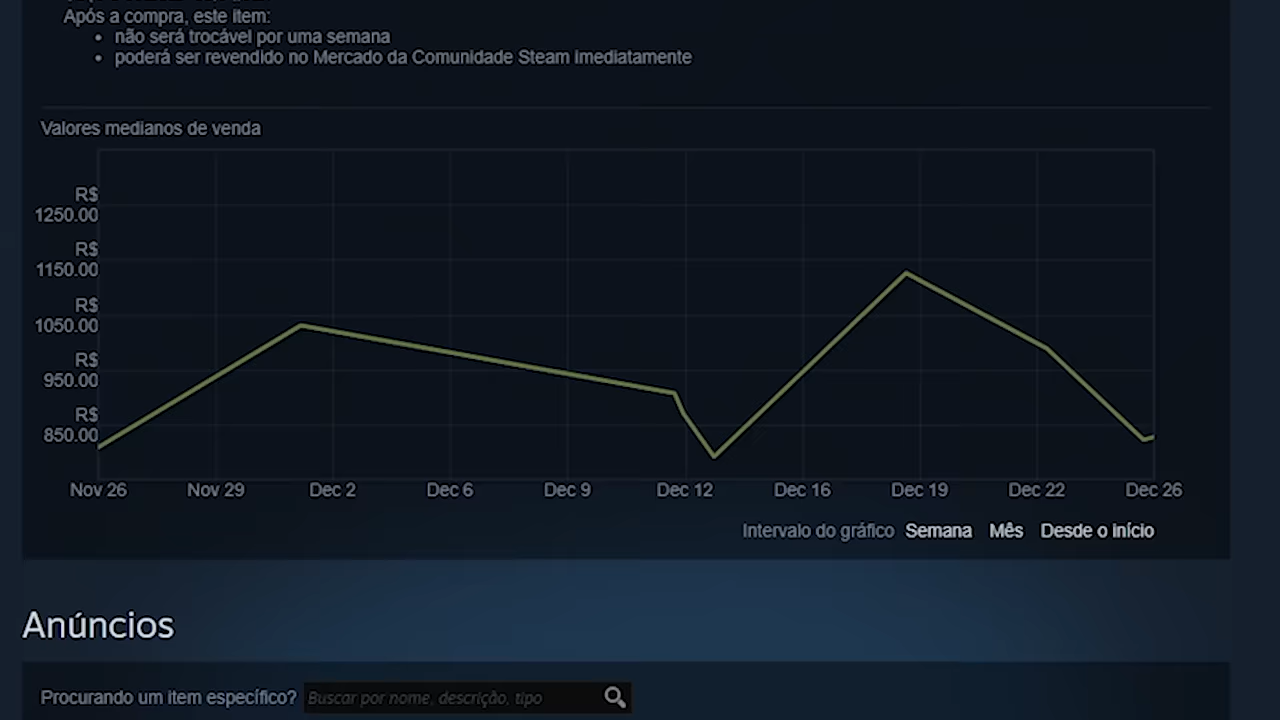 Após a compra, este item:
• não será trocável por uma semana
• poderá ser revendido no Mercado da Comunidade Steam imediatamente
Valores medianos de venda
R$
1250.00
R$
1150.00
R$
1050.00
R$
950.00
R$
850.00
Nov 26 Nov 29 Dec 2 Dec 6 Dec 9 Dec 12 Dec 16 Dec 19 Dec 22 Dec 26
Intervalo do gráfico Semana Mês Desde o início
Anúncios
Procurando um item específico? Buscar por nome, descrição, tipo